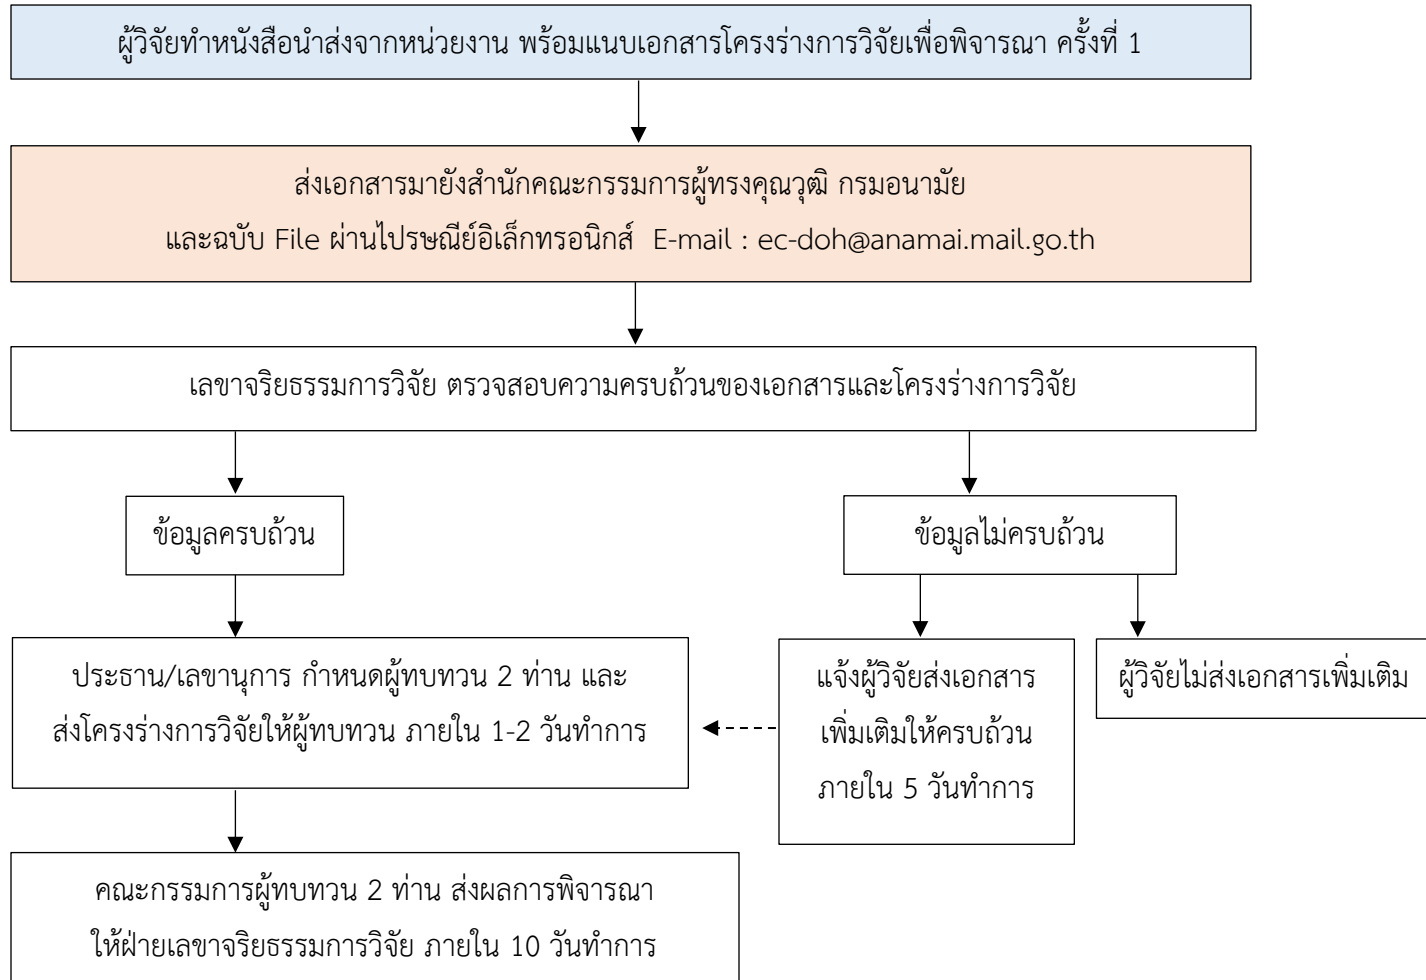 ผู้วิจัยทำหนังสือนำส่งจากหน่วยงาน พร้อมแนบเอกสารโครงร่างการวิจัยเพื่อพิจารณา ครั้งที่ 1
ส่งเอกสารมายังสำนักคณะกรรมการผู้ทรงคุณวุฒิ กรมอนามัย
และฉบับ File ผ่านไปรษณีย์อิเล็กทรอนิกส์ E-mail : ec-doh@anamai.mail.go.th
เลขาจริยธรรมการวิจัย ตรวจสอบความครบถ้วนของเอกสารและโครงร่างการวิจัย
ข้อมูลครบถ้วน
ข้อมูลไม่ครบถ้วน
ประธาน/เลขานุการ กำหนดผู้ทบทวน 2 ท่าน และ
ส่งโครงร่างการวิจัยให้ผู้ทบทวน ภายใน 1-2 วันทำการ
แจ้งผู้วิจัยส่งเอกสาร
เพิ่มเติมให้ครบถ้วน
ภายใน 5 วันทำการ
ผู้วิจัยไม่ส่งเอกสารเพิ่มเติม
คณะกรรมการผู้ทบทวน 2 ท่าน ส่งผลการพิจารณา
ให้ฝ่ายเลขาจริยธรรมการวิจัย ภายใน 10 วันทำการ